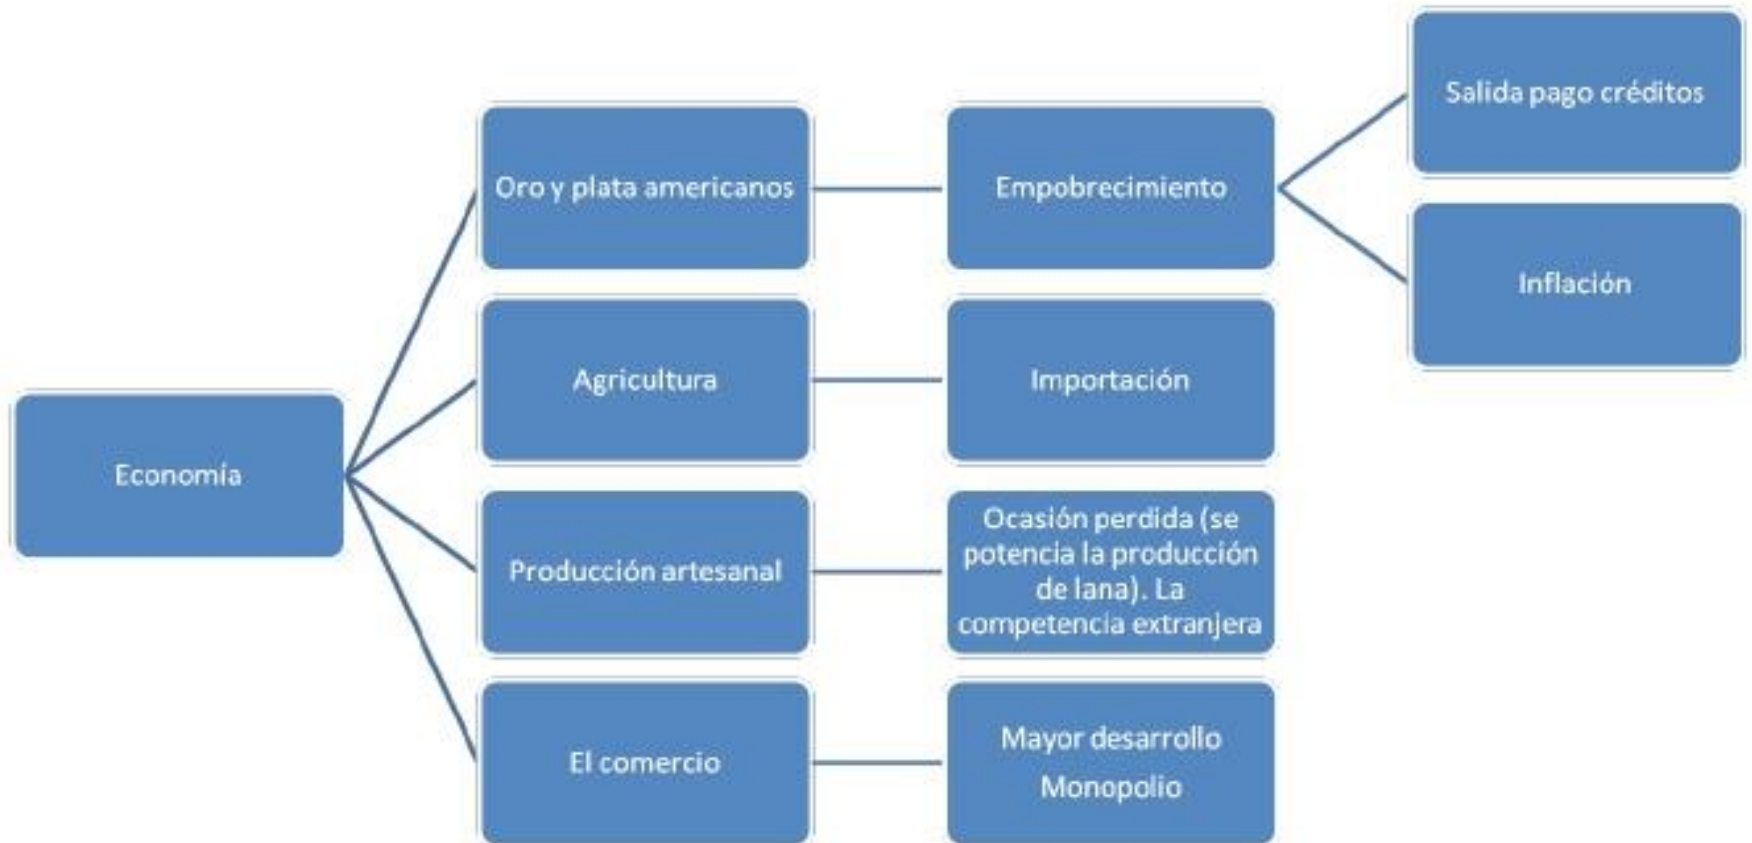 Economía
Oro y plata americanos
Empobrecimiento
Salida pago créditos
Inflación
Agricultura
Importación
Producción artesanal
Ocasión perdida (se
potencia la producción
de lana). La
competencia extranjera
El comercio
Mayor desarrollo
Monopolio